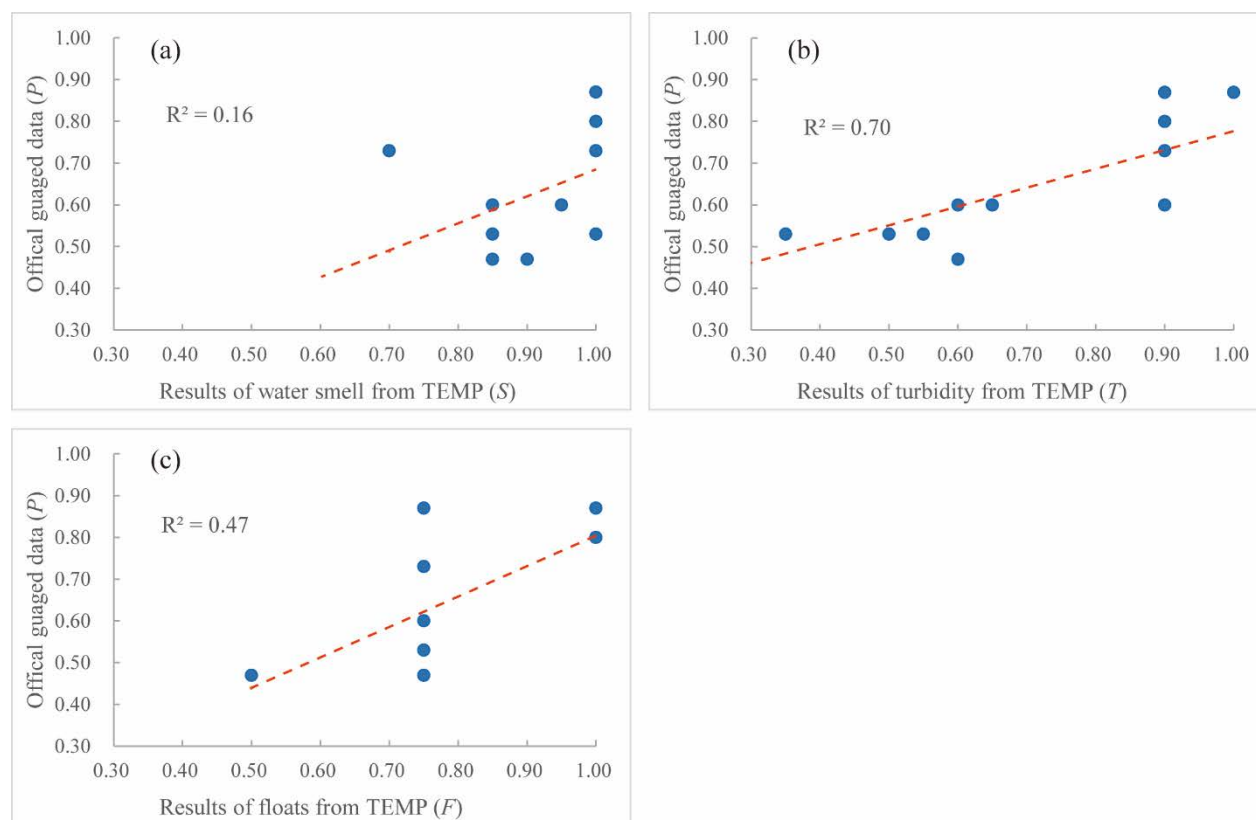 (a)
R² = 0.16
Offical guaged data (P)
1.00
0.90
0.80
0.70
0.60
0.50
0.40
0.30
0.30 0.40 0.50 0.60 0.70 0.80 0.90 1.00
Results of water smell from TEMP (S)
(b)
R² = 0.70
Offical guaged data (P)
1.00
0.90
0.80
0.70
0.60
0.50
0.40
0.30
0.30 0.40 0.50 0.60 0.70 0.80 0.90 1.00
Results of turbidity from TEMP (T)
(c)
R² = 0.47
Offical guaged data (P)
1.00
0.90
0.80
0.70
0.60
0.50
0.40
0.30
0.30 0.40 0.50 0.60 0.70 0.80 0.90 1.00
Results of floats from TEMP (F)